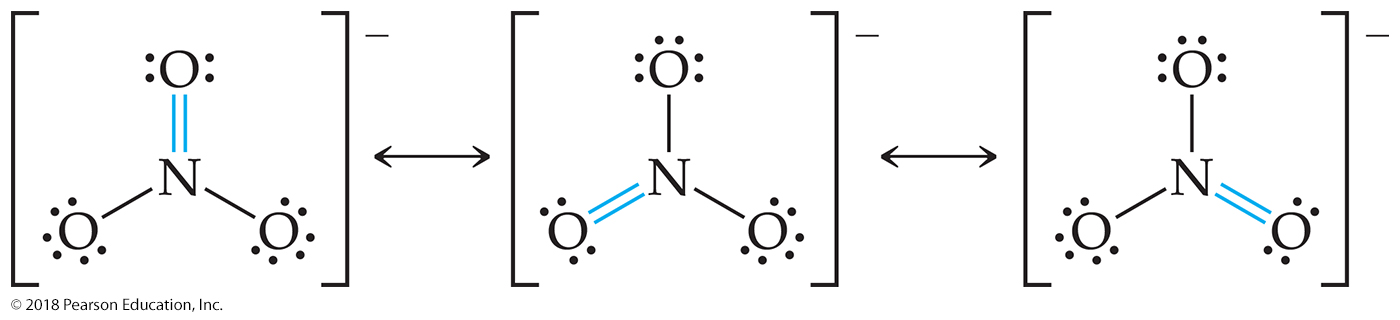 O O O
N N N
O O O O O O
© 2018 Pearson Education, Inc.